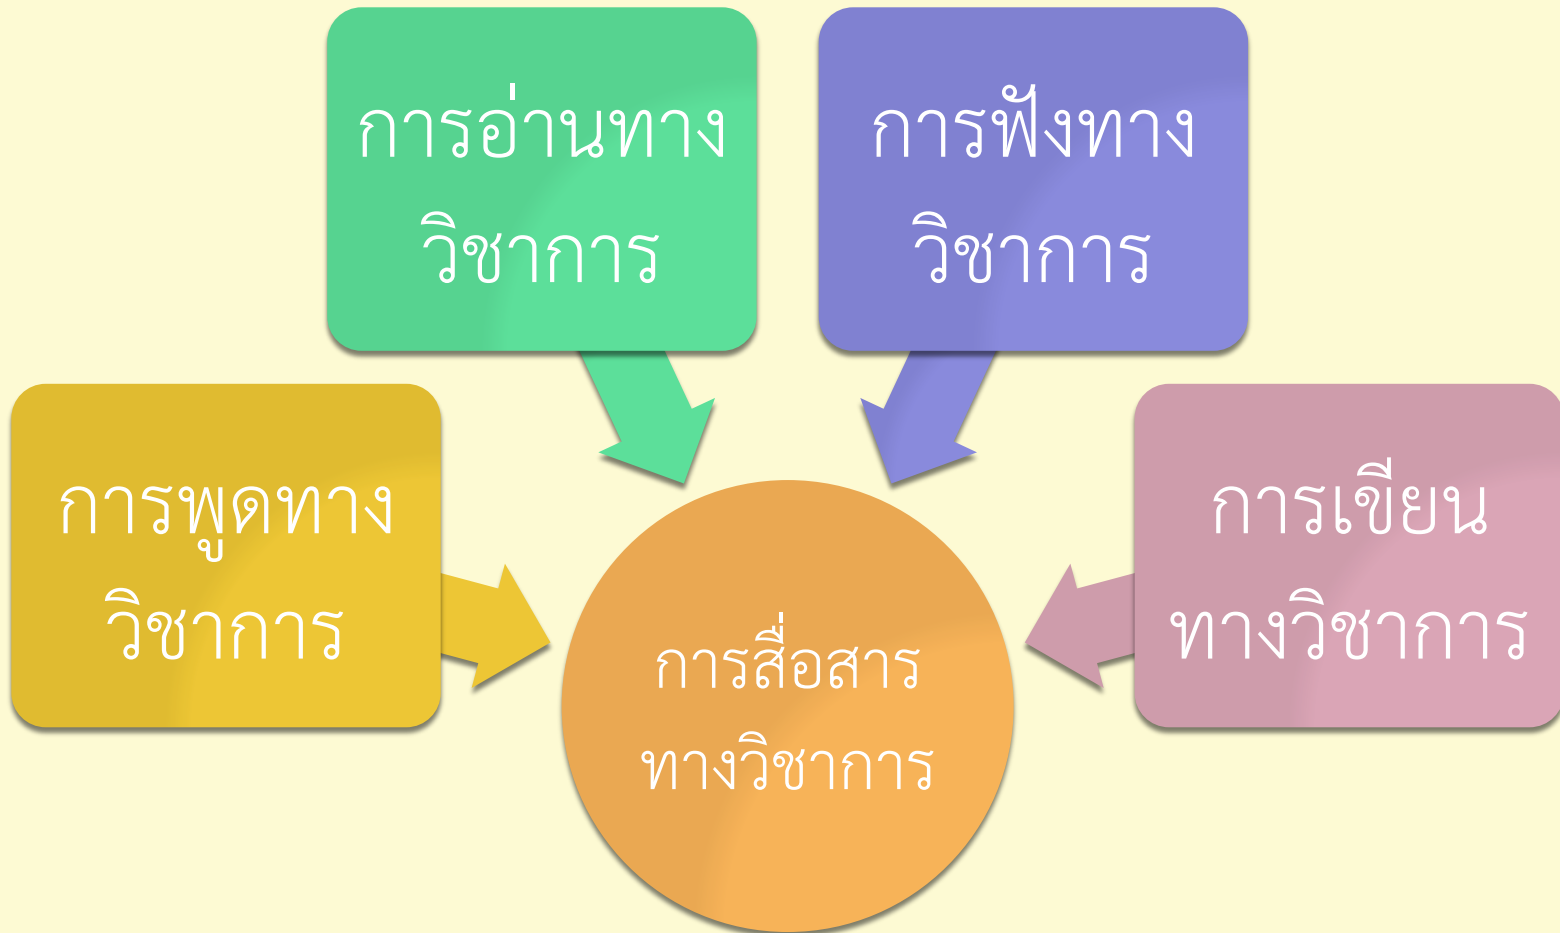 การอ่านทาง
วิชาการ
การฟังทาง
วิชาการ
การพูดทาง
วิชาการ
การเขียน
ทางวิชาการ
การสื่อสาร
ทางวิชาการ